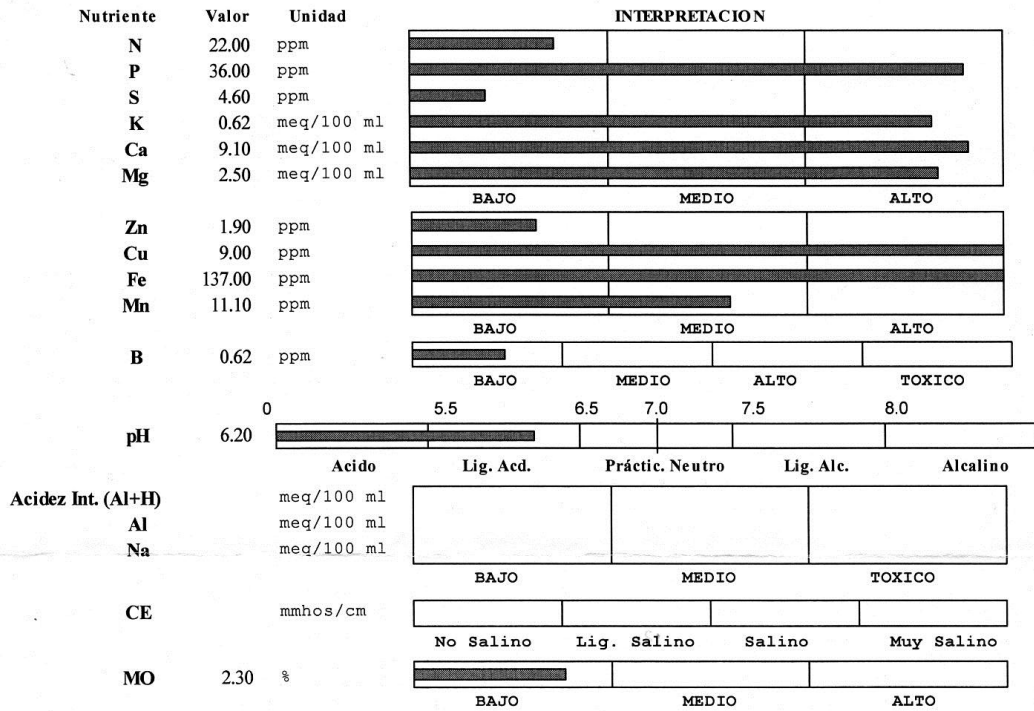 Nutriente Valor Unidad INTERPRETACION
N 22.00 ppm
P 36.00 ppm
S 4.60 ppm
K 0.62 meq/100 ml
Ca 9.10 meq/100 ml
Mg 2.50 meq/100 ml
BAJO MEDIO ALTO
Zn 1.90 ppm
Cu 9.00 ppm
Fe 137.00 ppm
Mn 11.10 ppm
BAJO MEDIO ALTO
B 0.62 ppm
BAJO MEDIO ALTO TOXICO
0 5.5 6.5 7.0 7.5 8.0
pH 6.20
Acido Lig. Acd. Práctic. Neutro Lig. Alc. Alcalino
Acidez Int. (Al+H) meq/100 ml
Al meq/100 ml
Na meq/100 ml
BAJO MEDIO TOXICO
CE mmhos/cm
No Salino Lig. Salino Salino Muy Salino
MO 2.30 %
BAJO MEDIO ALTO